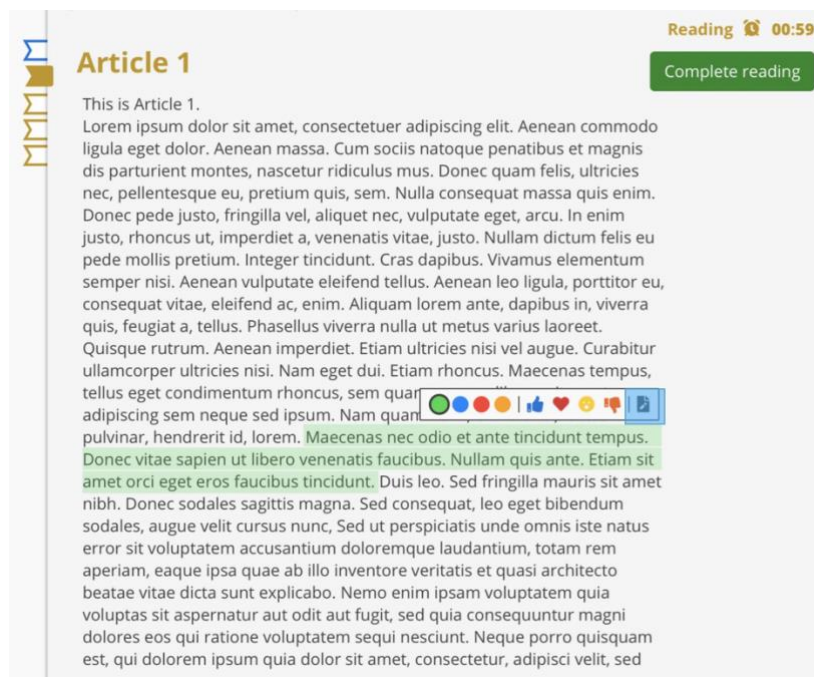 Reading 00:59
Article 1
Complete reading
This is Article 1.
Lorem ipsum dolor sit amet, consectetuer adipiscing elit. Aenean commodo
ligula eget dolor. Aenean massa. Cum sociis natoque penatibus et magnis
dis parturient montes, nascetur ridiculus mus. Donec quam felis, ultricies
nec, pellentesque eu, pretium quis, sem. Nulla consequat massa quis enim.
Donec pede justo, fringilla vel, aliquet nec, vulputate eget, arcu. In enim
justo, rhoncus ut, imperdiet a, venenatis vitae, justo. Nullam dictum felis eu
pede mollis pretium. Integer tincidunt. Cras dapibus. Vivamus elementum
semper nisi. Aenean vulputate eleifend tellus. Aenean leo ligula, porttitor eu,
consequat vitae, eleifend ac, enim. Aliquam lorem ante, dapibus in, viverra
quis, feugiat a, tellus. Phasellus viverra nulla ut metus varius laoreet.
Quisque rutrum. Aenean imperdiet. Etiam ultricies nisi vel augue. Curabitur
ullamcorper ultricies nisi. Nam eget dui. Etiam rhoncus. Maecenas tempus,
tellus eget condimentum rhoncus, sem
adipiscing sem neque sed ipsum. Nam quam
pulvinar, hendrerit id, lorem. Maecenas nec odio et ante tincidunt tempus.
Donec vitae sapien ut libero venenatis faucibus. Nullam quis ante. Etiam sit
amet orci eget eros faucibus tincidunt. Duis leo. Sed fringilla mauris sit amet
nibh. Donec sodales sagittis magna. Sed consequat, leo eget bibendum
sodales, augue velit cursus nunc, Sed ut perspiciatis unde omnis iste natus
error sit voluptatem accusantium doloremque laudantium, totam rem
aperiam, eaque ipsa quae ab illo inventore veritatis et quasi architecto
beatae vitae dicta sunt explicabo. Nemo enim ipsam voluptatem quia
voluptas sit aspernatur aut odit aut fugit, sed quia consequuntur magni
dolores eos qui ratione voluptatem sequi nesciunt. Neque porro quisquam
est, qui dolorem ipsum quia dolor sit amet, consectetur, adipisci velit, sed